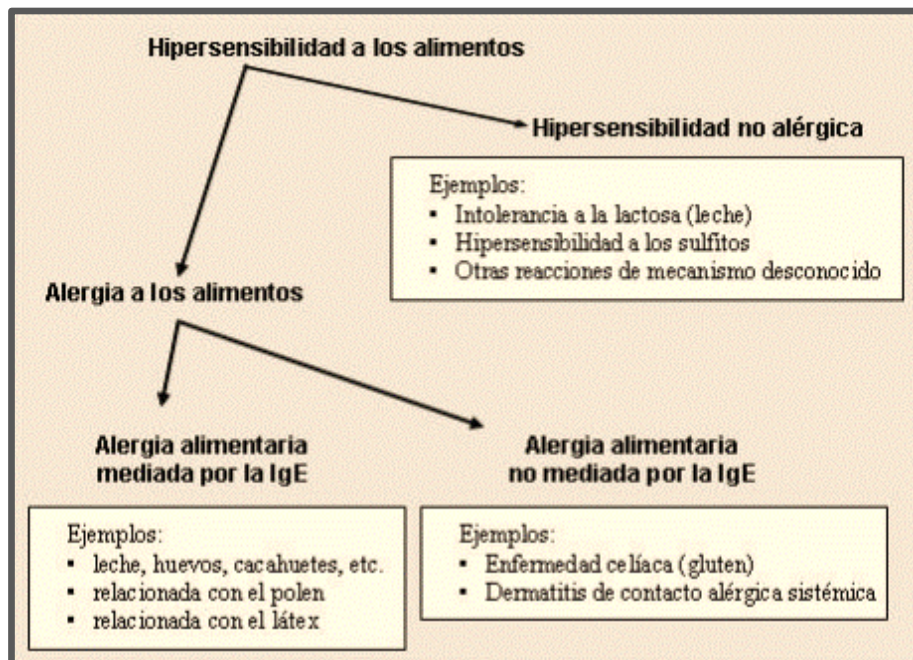 Hipersensibilidad a los alimentos
Hipersensibilidad no alérgica
Ejemplos:
▪ Intolerancia a la lactosa (leche)
▪ Hipersensibilidad a los sulfitos
▪ Otras reacciones de mecanismo desconocido
Alergia a los alimentos
Alergia alimentaria
mediada por la IgE
Ejemplos:
▪ leche, huevos, cacahuetes, etc.
▪ relacionada con el polen
▪ relacionada con el látex
Alergia alimentaria
no mediada por la IgE
Ejemplos:
▪ Enfermedad celíaca (gluten)
▪ Dermatitis de contacto alérgica sistémica